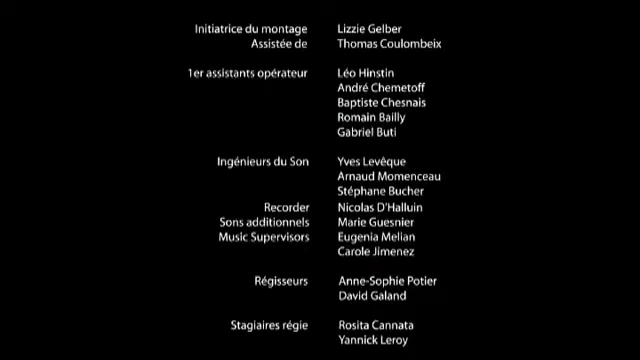 Initiatrice du montage Lizzie Gelber
Assistée de Thomas Coulombeix
1er assistants opérateur Léo Hinstin
André Chemetoff
Baptiste Chesnais
Romain Bailly
Gabriel Buti
Ingénieurs du Son Yves Levêque
Arnaud Momenceau
Stéphane Bucher
Recorder Nicolas D'Halluin
Sons additionnels Marie Guesnier
Music Supervisors Eugenia Melian
Carole Jimenez
Régisseurs Anne-Sophie Potier
David Galand
Stagiaires régie Rosita Cannata
Yannick Leroy